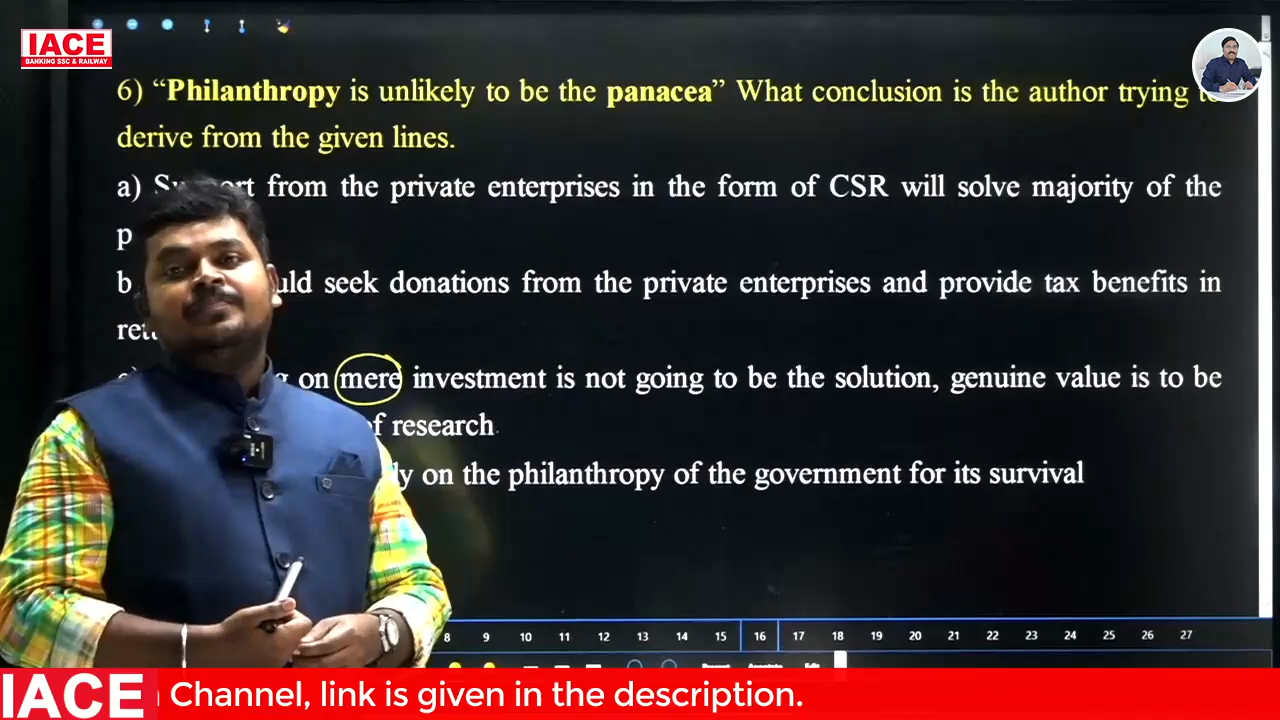 IACE
BANKING SSC & RAILWAY
6) “Philanthropy is unlikely to be the panacea” What conclusion is the author trying
derive from the given lines.
a) from the private enterprises in the form of CSR will solve majority of the
b seek donations from the private enterprises and provide tax benefits in
on mere investment is not going to be the solution, genuine value is to be
of research
on the philanthropy of the government for its survival
8 9 10 11 12 13 14 15 16 17 18 19 20 21 22 23 24 25 26 27
IACE Channel, link is given in the description.